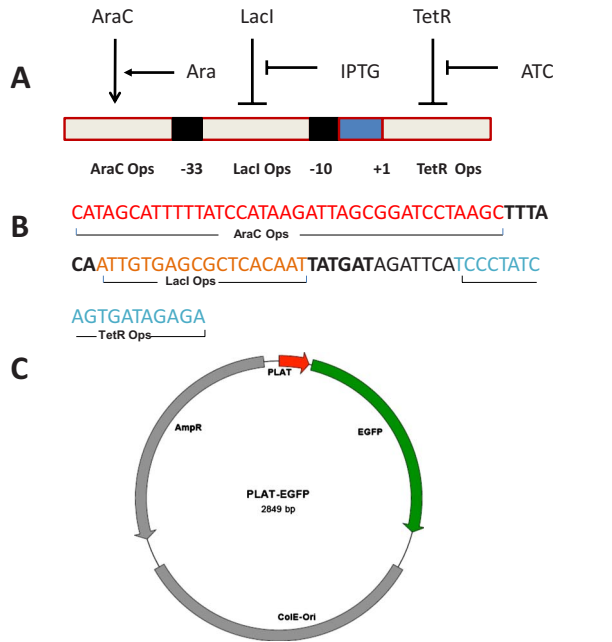 AraC LacI TetR
A Ara IPTG ATC
AraC Ops -33 LacI Ops -10 +1 TetR Ops
B
CATAGCATTTTTATCCATAAGATTAGCGGATCCTAAGCTTTA
AraC Ops
CAATTGTGAGCGCTCACAATTATGATAGATTCATCCCTATC
LacI Ops
AGTGATAGAGA
TetR Ops
C
PLAT
AmpR
EGFP
PLAT-EGFP
2849 bp
ColE-Ori